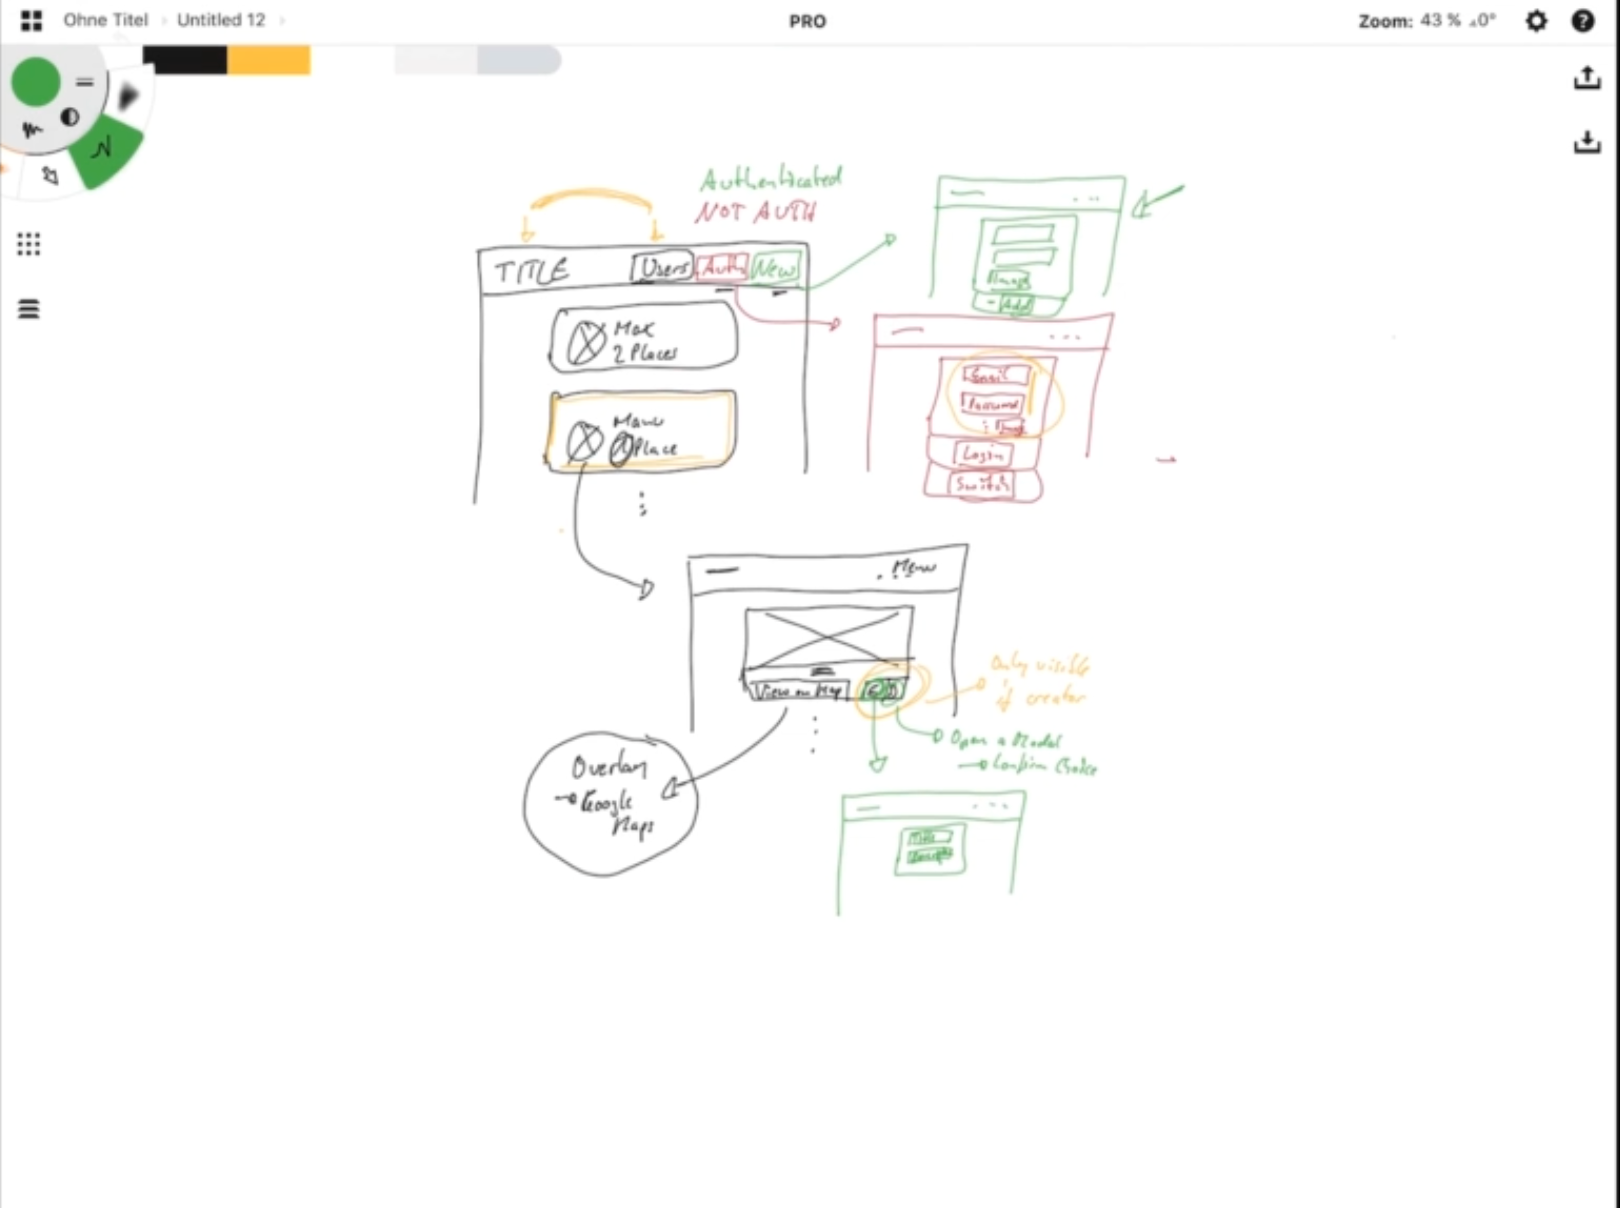 Ohne Titel
Untitled 12
PRO
Zoom: 43 % 0°
Authenticated
NOT AUTH
TITLE
Users
Auth
New
Image
Add
Max
2 Places
Manu
1 Place
Email
Password
Login
Switch
Menu
View on Map
E D
Only visible
if creator
Open a Modal
Confirm Choice
Overlay
Google
Maps
Title